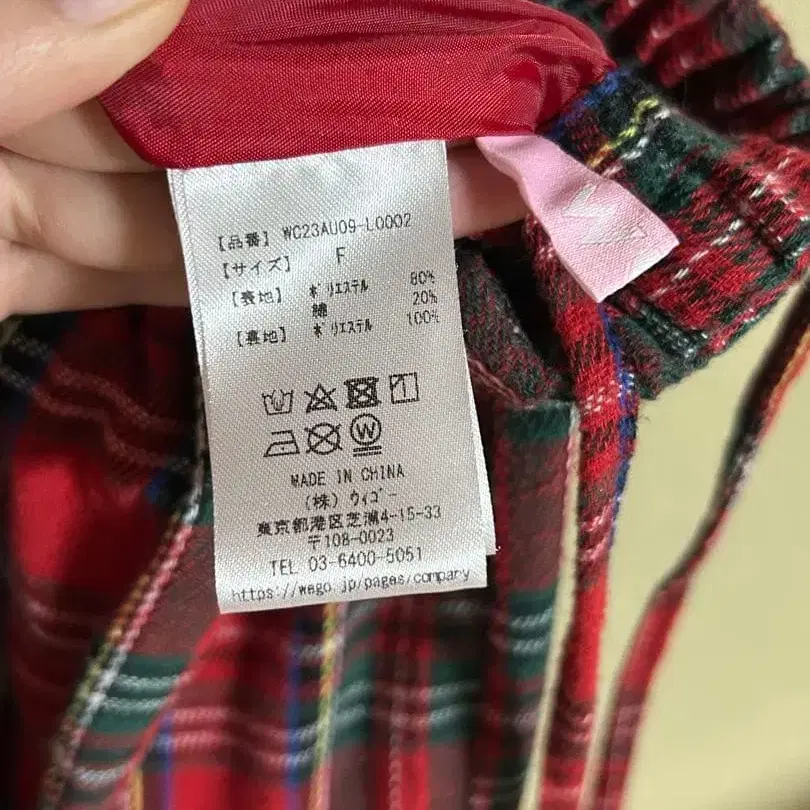 【品番】 WC23AU09-L0002
【サイズ】 F
【表地】 ポリエステル 80%
綿 20%
【裏地】 ポリエステル 100%
W
MADE IN CHINA
(株) ウィゴー
東京都港区芝浦4-15-33
〒108-0023
TEL 03-6400-5051
https://wego.jp/pages/company